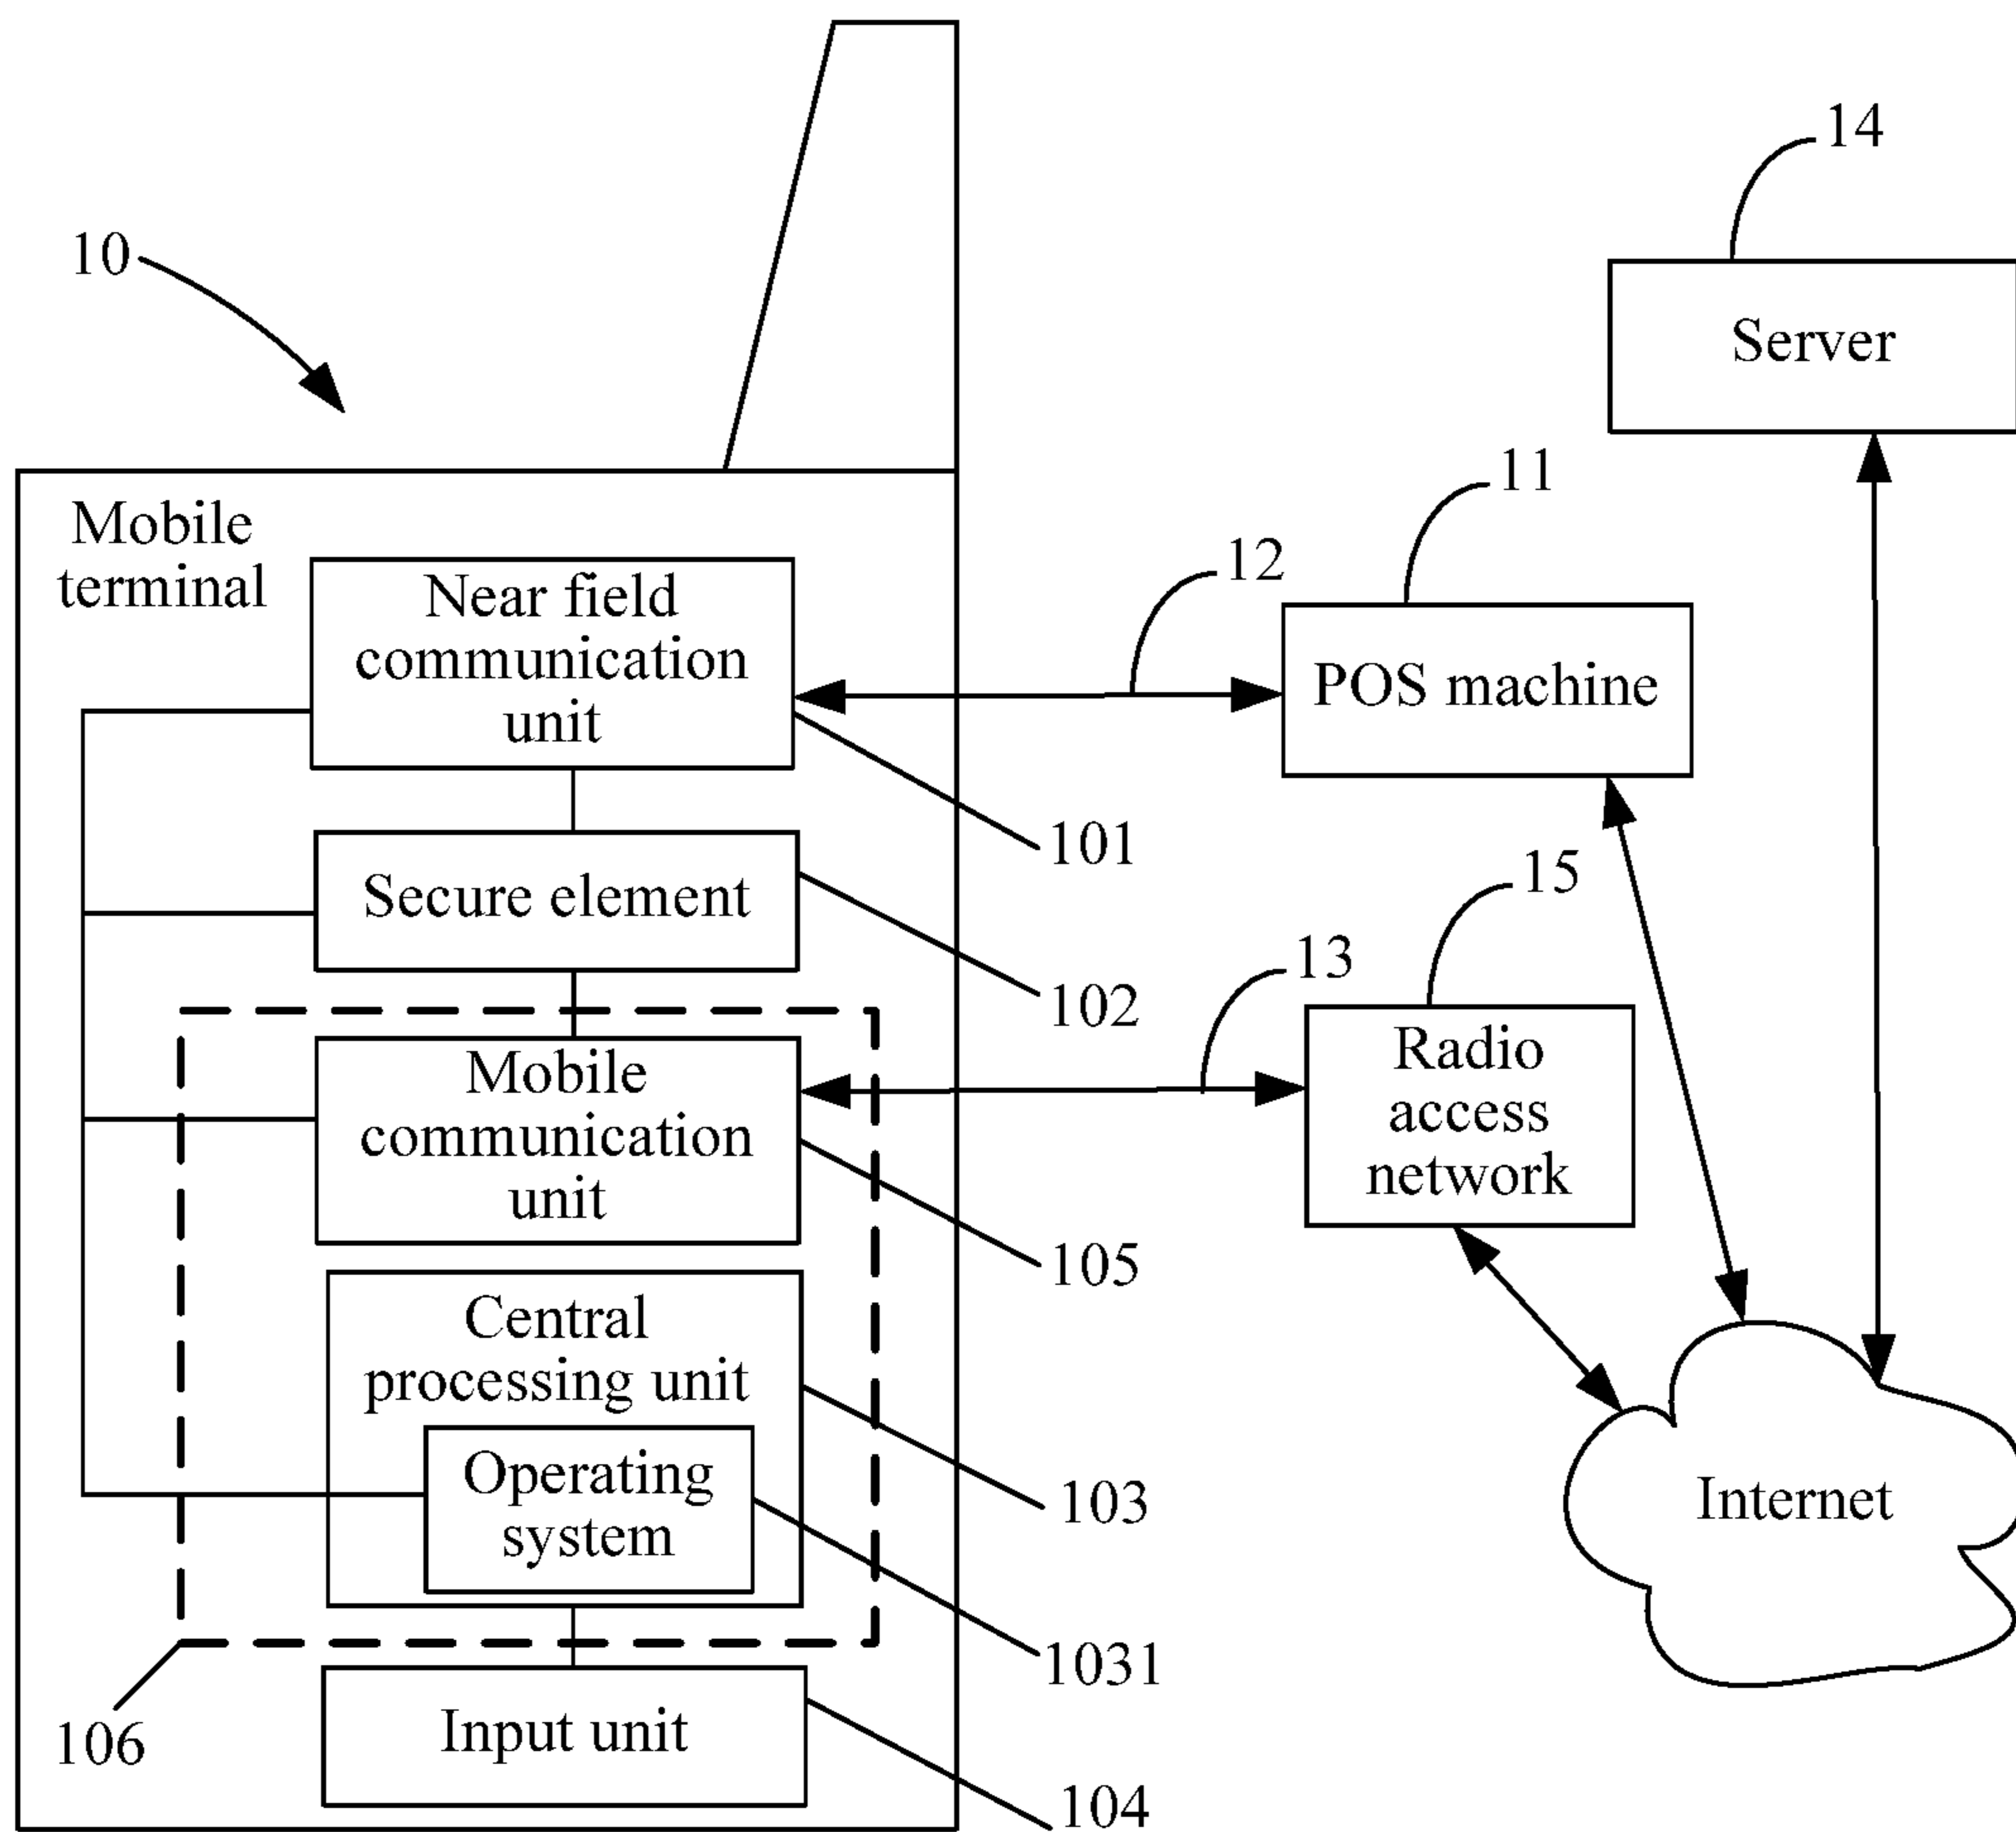 10
14
Server
11
12
Mobile
terminal
Near field
communication
unit
POS machine
101
15
Secure element
13
102
Radio
access
network
Mobile
communication
unit
105
Central
processing unit
103
Operating
system
Internet
1031
106
Input unit
104